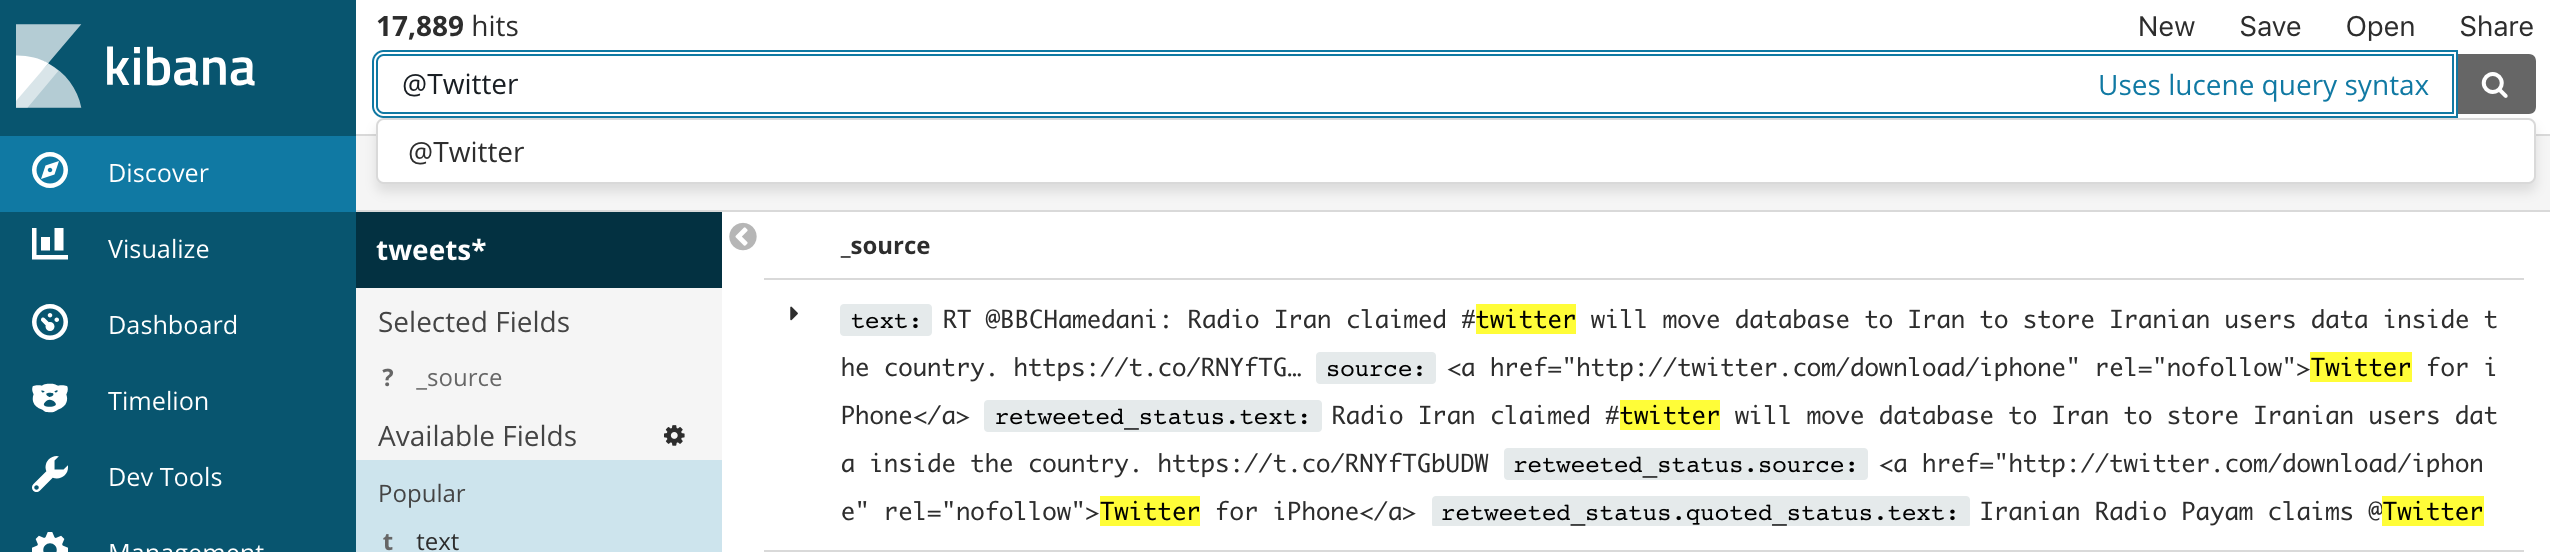 kibana
Discover
Visualize
Dashboard
Timelion
Dev Tools
Management
17,889 hits
New Save Open Share
@Twitter Uses lucene query syntax
@Twitter
tweets*
Selected Fields
? _source
Available Fields
Popular
t text
_source
text: RT @BBCHamedani: Radio Iran claimed #twitter will move database to Iran to store Iranian users data inside t
he country. https://t.co/RNYfTG… source: <a href="http://twitter.com/download/iphone" rel="nofollow">Twitter for i
Phone</a> retweeted_status.text: Radio Iran claimed #twitter will move database to Iran to store Iranian users dat
a inside the country. https://t.co/RNYfTGbUDW retweeted_status.source: <a href="http://twitter.com/download/iphon
e" rel="nofollow">Twitter for iPhone</a> retweeted_status.quoted_status.text: Iranian Radio Payam claims @Twitter